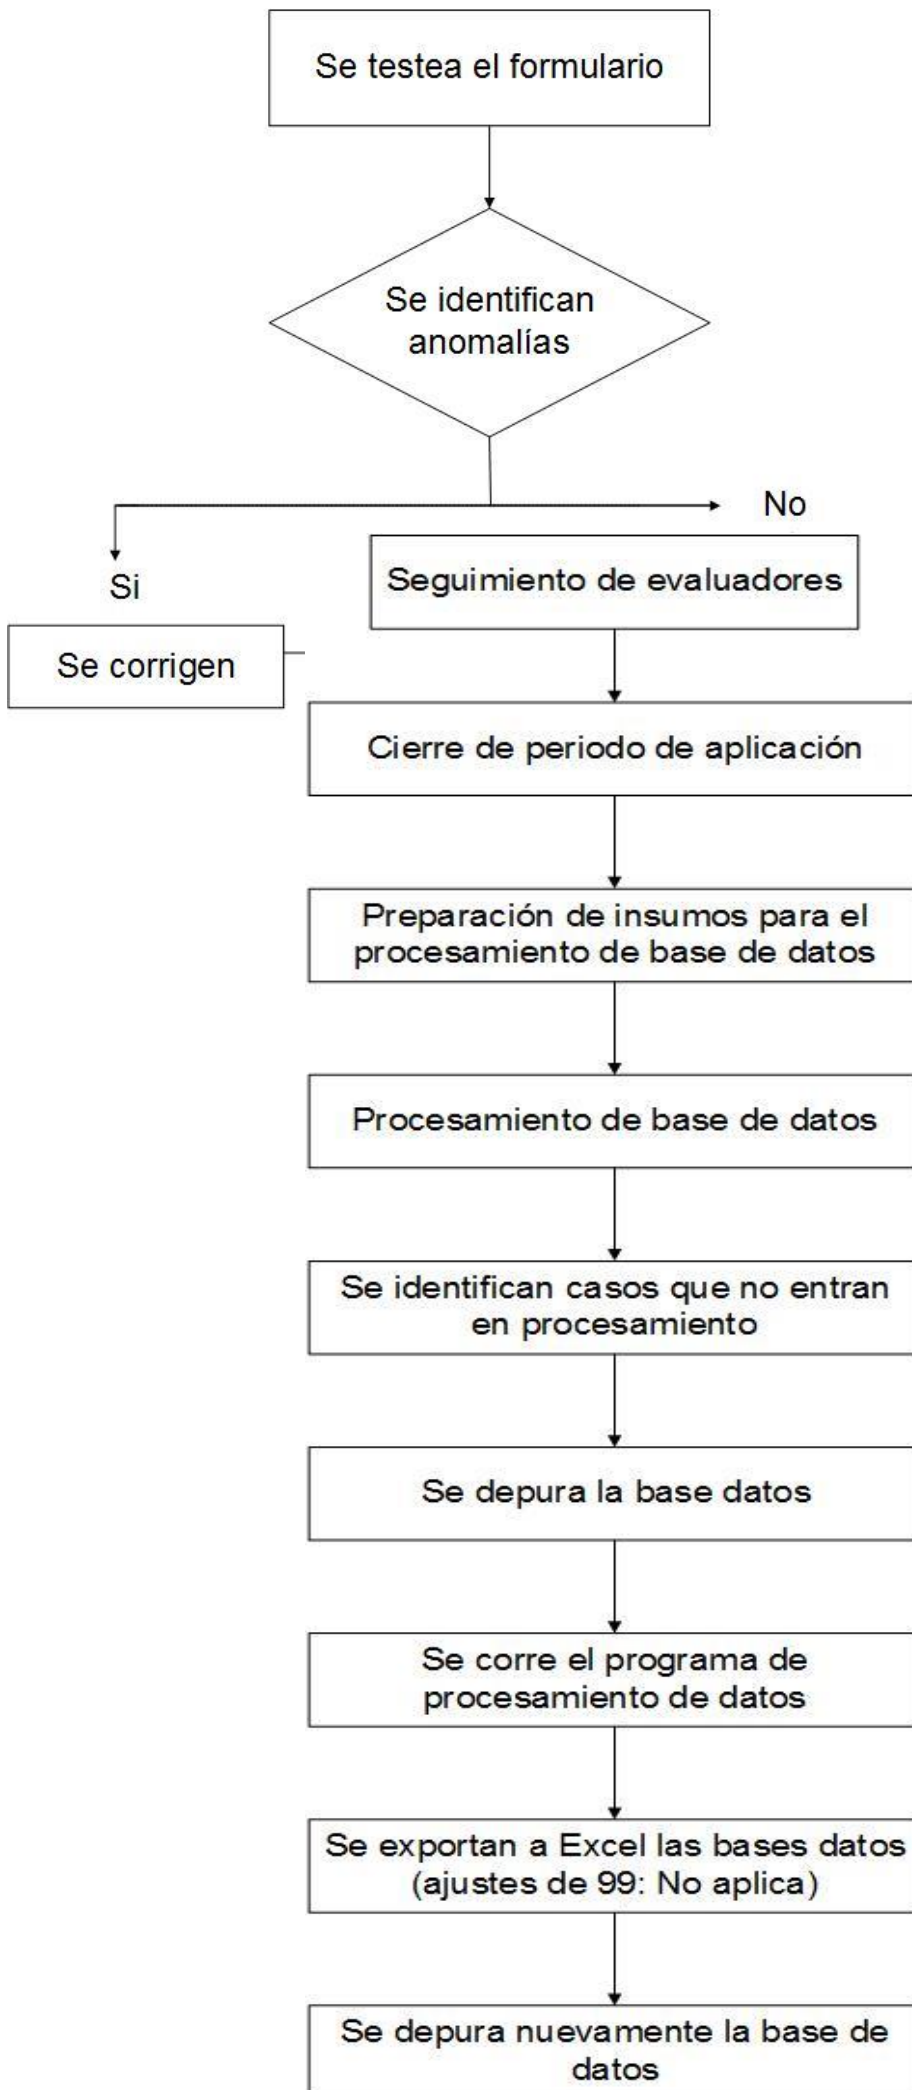 Se testea el formulario
Se identifican
anomalías
No
Si
Seguimiento de evaluadores
Se corrigen
Cierre de periodo de aplicación
Preparación de insumos para el
procesamiento de base de datos
Procesamiento de base de datos
Se identifican casos que no entran
en procesamiento
Se depura la base datos
Se corre el programa de
procesamiento de datos
Se exportan a Excel las bases datos
(ajustes de 99: No aplica)
Se depura nuevamente la base de
datos